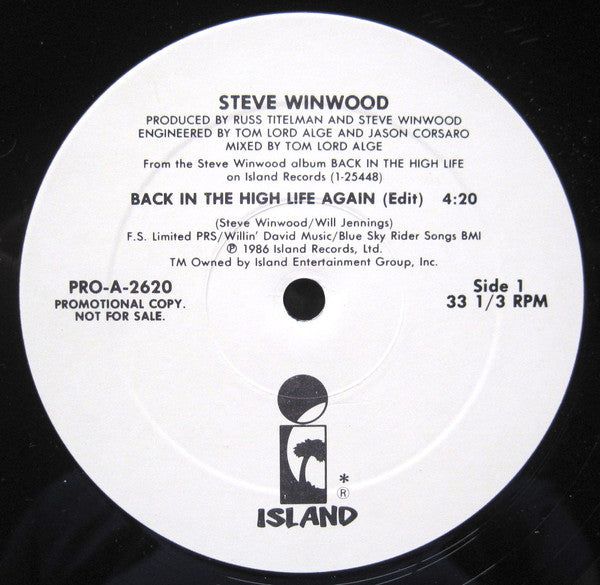 STEVE WINWOOD
PRODUCED BY RUSS TITELMAN AND STEVE WINWOOD
ENGINEERED BY TOM LORD ALGE AND JASON CORSARO
MIXED BY TOM LORD ALGE
From the Steve Winwood album BACK IN THE HIGH LIFE
on Island Records (1-25448)
BACK IN THE HIGH LIFE AGAIN (Edit) 4:20
(Steve Winwood/Will Jennings)
F.S. Limited PRS/Willin' David Music/Blue Sky Rider Songs BMI
℗ 1986 Island Records, Ltd.
TM Owned by Island Entertainment Group, Inc.
PRO-A-2620
PROMOTIONAL COPY.
NOT FOR SALE.
Side 1
33 1/3 RPM
*
®
ISLAND